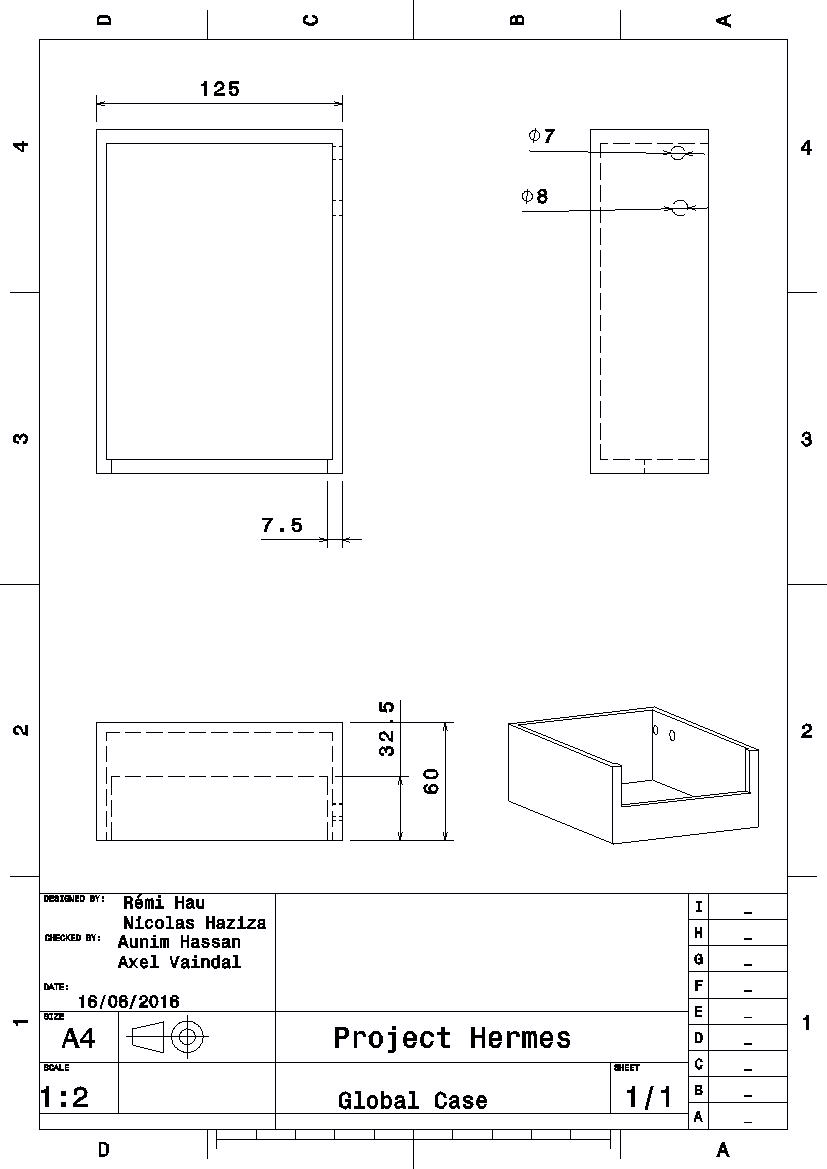 D C B A
125
4 4
⌀7
⌀8
3 3
7.5
2 2
32.5
60
DESIGNED BY: Rémi Hau
Nicolas Haziza
CHECKED BY: Aunim Hassan
Axel Vaindal
DATE:
16/06/2016
SIZE
A4
SCALE
1:2
Project Hermes
Global Case
SHEET
1/1
I _
H _
G _
F _
E _
D _
C _
B _
A _
1 1
D A